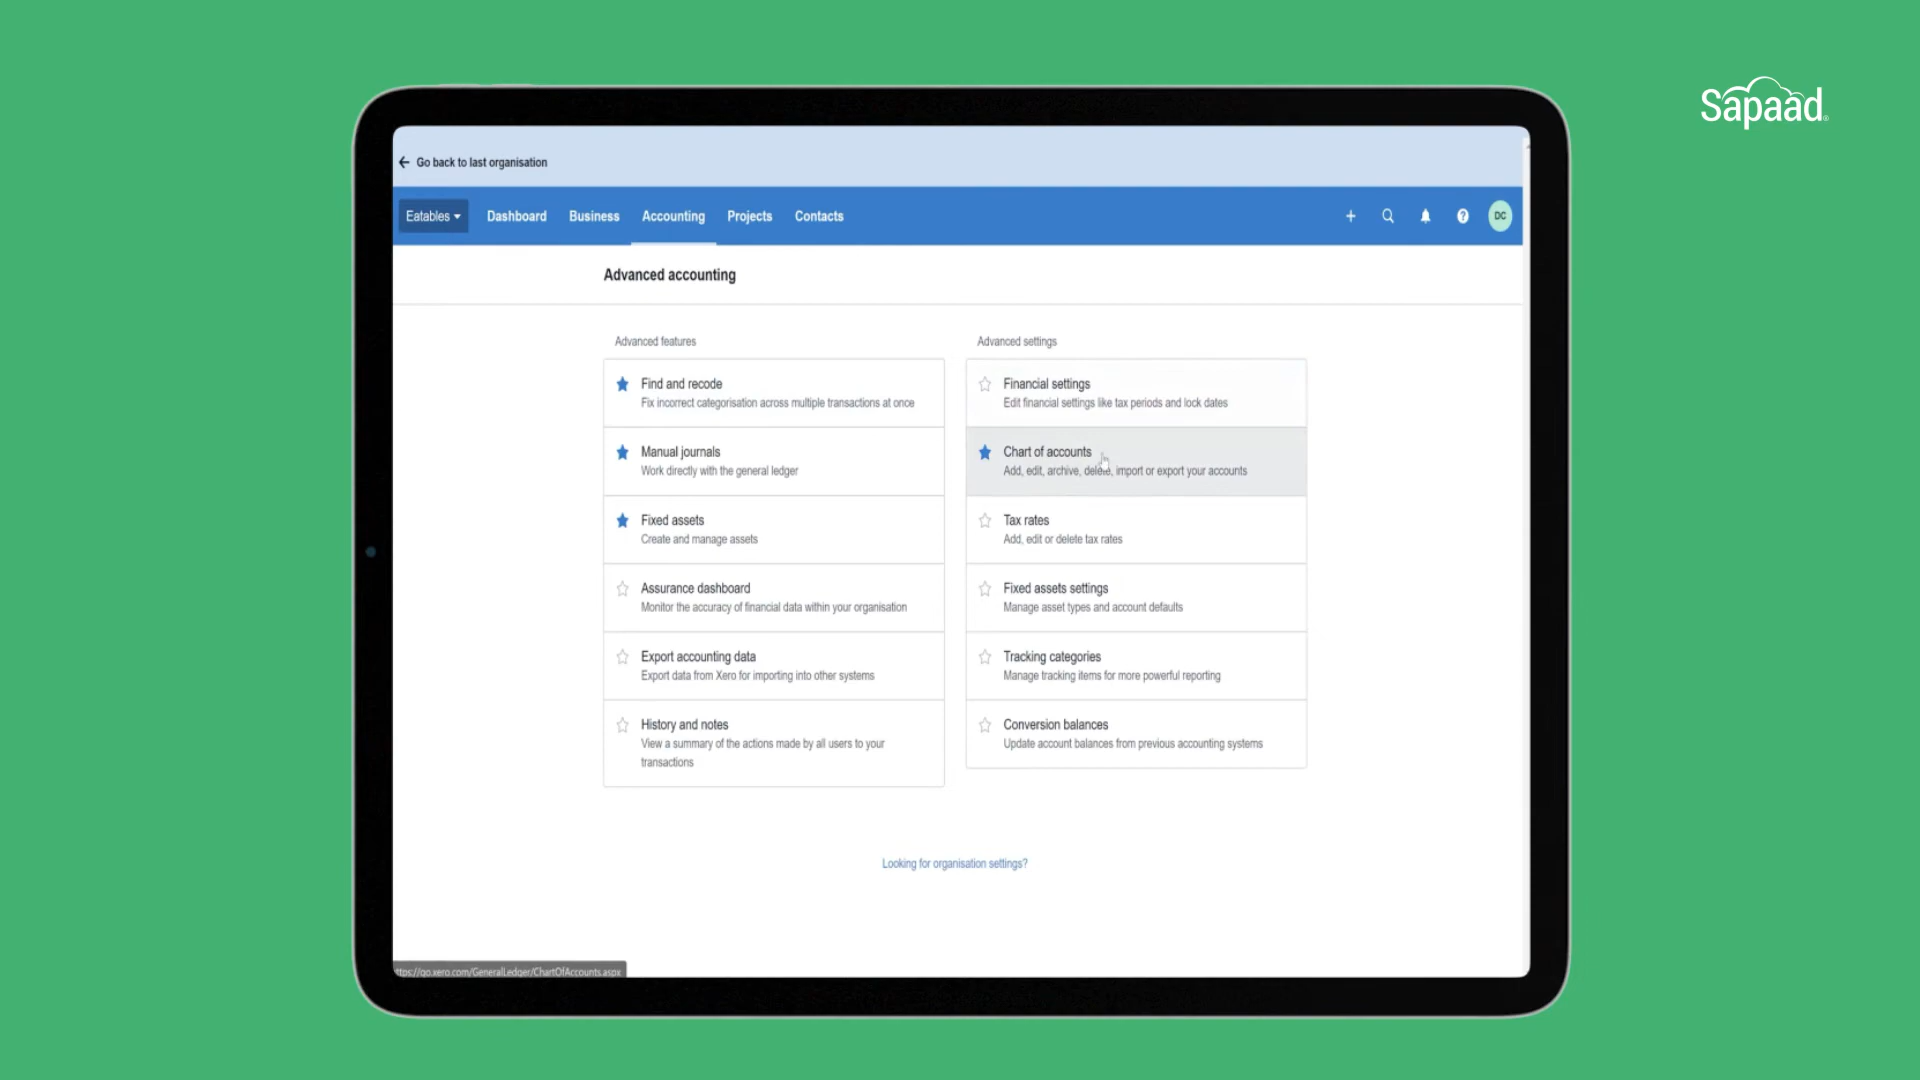 Sapaad
Go back to last organisation
Eatables Dashboard Business Accounting Projects Contacts DC
Advanced accounting
Advanced features
Find and recode
Fix incorrect categorisation across multiple transactions at once
Manual journals
Work directly with the general ledger
Fixed assets
Create and manage assets
Assurance dashboard
Monitor the accuracy of financial data within your organisation
Export accounting data
Export data from Xero for importing into other systems
History and notes
View a summary of the actions made by all users to your
transactions
Advanced settings
Financial settings
Edit financial settings like tax periods and lock dates
Chart of accounts
Add, edit, archive, delete, import or export your accounts
Tax rates
Add, edit or delete tax rates
Fixed assets settings
Manage asset types and account defaults
Tracking categories
Manage tracking items for more powerful reporting
Conversion balances
Update account balances from previous accounting systems
Looking for organisation settings?
ttps://go.xero.com/GeneralLedger/ChartOfAccounts.aspx